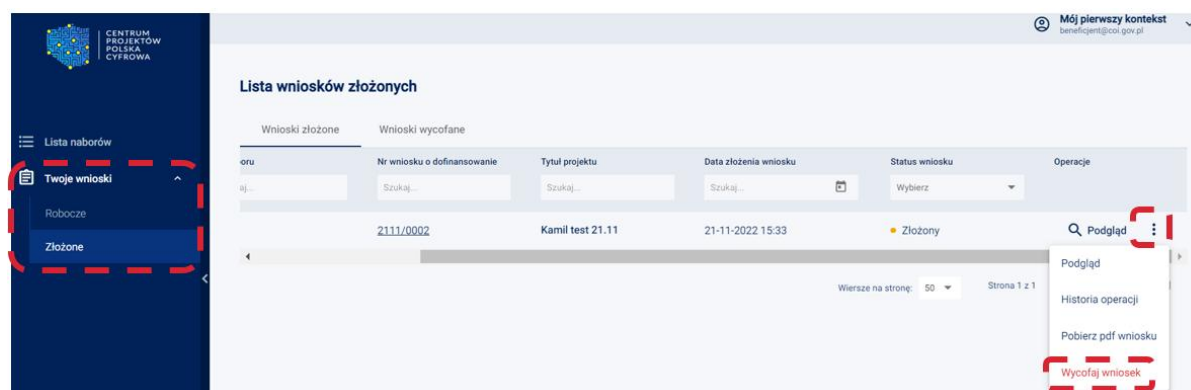 CENTRUM
PROJEKTÓW
POLSKA
CYFROWA
Mój pierwszy kontekst
beneficjent@coi.gov.pl
Lista wniosków złożonych
Lista naborów
Twoje wnioski
Robocze
Złożone
Wnioski złożone Wnioski wycofane
oru Nr wniosku o dofinansowanie Tytuł projektu Data złożenia wniosku Status wniosku Operacje
aj... Szukaj... Szukaj... Szukaj... Wybierz
2111/0002 Kamil test 21.11 21-11-2022 15:33 Złożony Podgląd
Wiersze na stronę: 50 Strona 1 z 1
Podgląd
Historia operacji
Pobierz pdf wniosku
Wycofaj wniosek